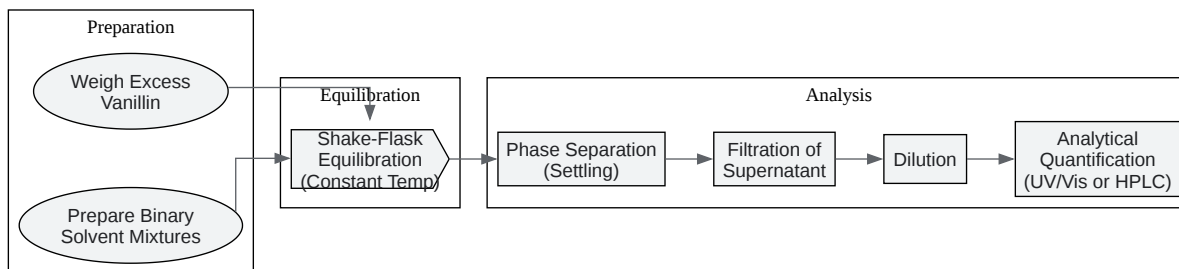 Preparation
Weigh Excess
Vanillin
Prepare Binary
Solvent Mixtures
Equilibration
Shake-Flask
Equilibration
(Constant Temp)
Analysis
Phase Separation
(Settling)
Filtration of
Supernatant
Dilution
Analytical
Quantification
(UV/Vis or HPLC)